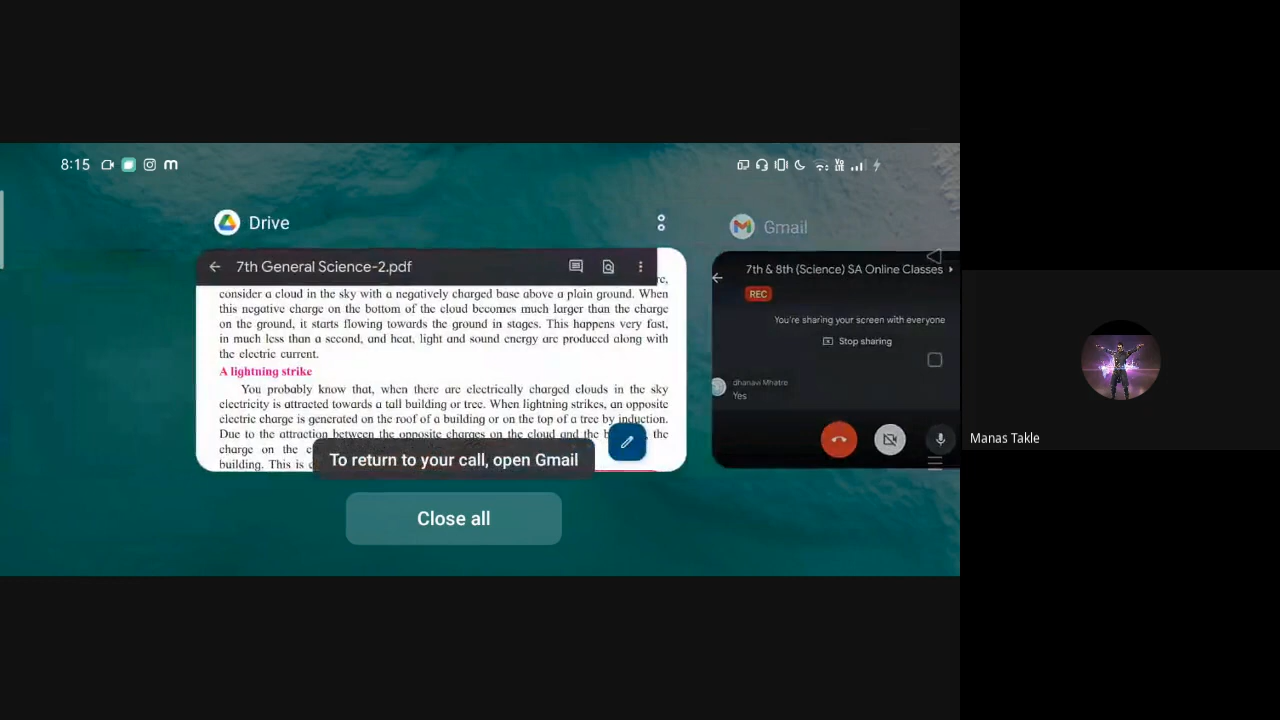 8:15
Drive
Gmail
7th General Science-2.pdf
re,
consider a cloud in the sky with a negatively charged base above a plain ground. When
this negative charge on the bottom of the cloud becomes much larger than the charge
on the ground, it starts flowing towards the ground in stages. This happens very fast,
in much less than a second, and heat, light and sound energy are produced along with
the electric current.
A lightning strike
You probably know that, when there are electrically charged clouds in the sky
electricity is attracted towards a tall building or tree. When lightning strikes, an opposite
electric charge is generated on the roof of a building or on the top of a tree by induction.
Due to the attraction between the opposite charges on the cloud and the the
charge on the
building. This is
To return to your call, open Gmail
7th & 8th (Science) SA Online Classes
REC
You're sharing your screen with everyone
Stop sharing
dhanavi Mhatre
Yes
Close all
Manas Takle